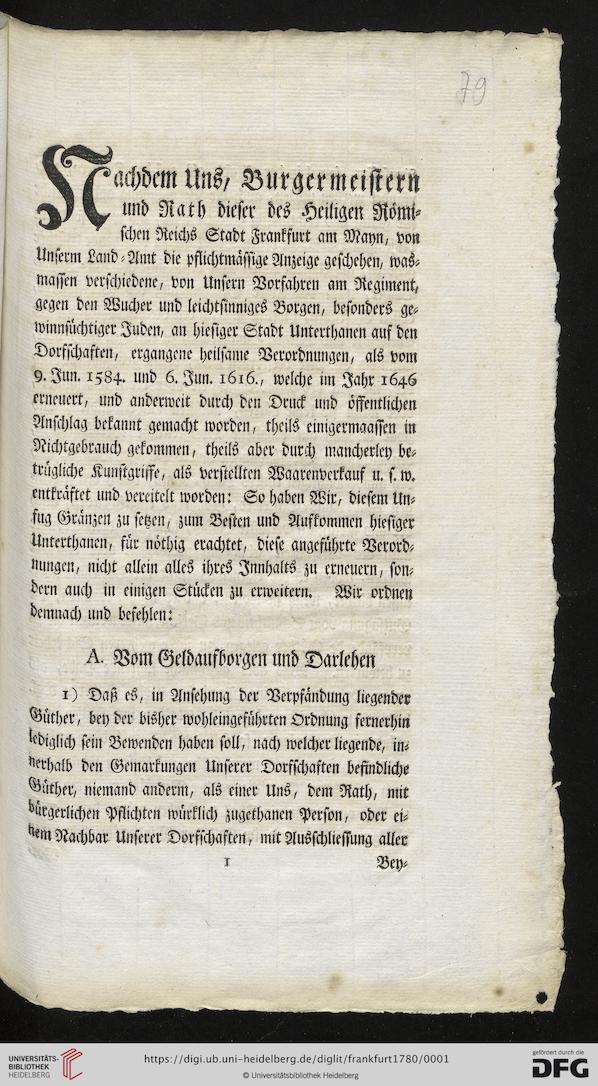 79
Nachdem Uns, Burgermeistern
und Rath dieser des Heiligen Römi-
schen Reichs Stadt Frankfurt am Mayn, von
Unserm Land-Amt die pflichtmässige Anzeige geschehen, was-
massen verschiedene, von Unsern Vorfahren am Regiment,
gegen den Wucher und leichtsinniges Borgen, besonders ge-
winnsüchtiger Juden, an hiesiger Stadt Unterthanen auf den
Dorfschaften, ergangene heilsame Verordnungen, als vom
9. Jun. 1584. und 6. Jun. 1616., welche im Jahr 1646
erneuert, und anderweit durch den Druck und öffentlichen
Anschlag bekannt gemacht worden, theils einigermaassen in
Nichtgebrauch gekommen, theils aber durch mancherley be-
trügliche Kunstgriffe, als verstellten Waarenverkauf u. s. w.
entkräftet und vereitelt worden: So haben Wir, diesem Un-
fug Gränzen zu setzen, zum Besten und Aufkommen hiesiger
Unterthanen, für nöthig erachtet, diese angeführte Verord-
nungen, nicht allein alles ihres Innhalts zu erneuern, son-
dern auch in einigen Stücken zu erweitern. Wir ordnen
demnach und befehlen:
A. Vom Geldaufborgen und Darlehen
1) Daß es, in Ansehung der Verpfändung liegender
Güther, bey der bisher wohleingeführten Ordnung fernerhin
lediglich sein Bewenden haben soll, nach welcher liegende, in-
nerhalb den Gemarkungen Unserer Dorfschaften befindliche
Güther, niemand anderm, als einer Uns, dem Rath, mit
bürgerlichen Pflichten würklich zugethanen Person, oder ei-
nem Nachbar Unserer Dorfschaften, mit Ausschliessung aller
1 Bey-
UNIVERSITÄTS-
BIBLIOTHEK
HEIDELBERG
https://digi.ub.uni-heidelberg.de/diglit/frankfurt1780/0001
© Universitätsbibliothek Heidelberg
gefördert durch die
DFG